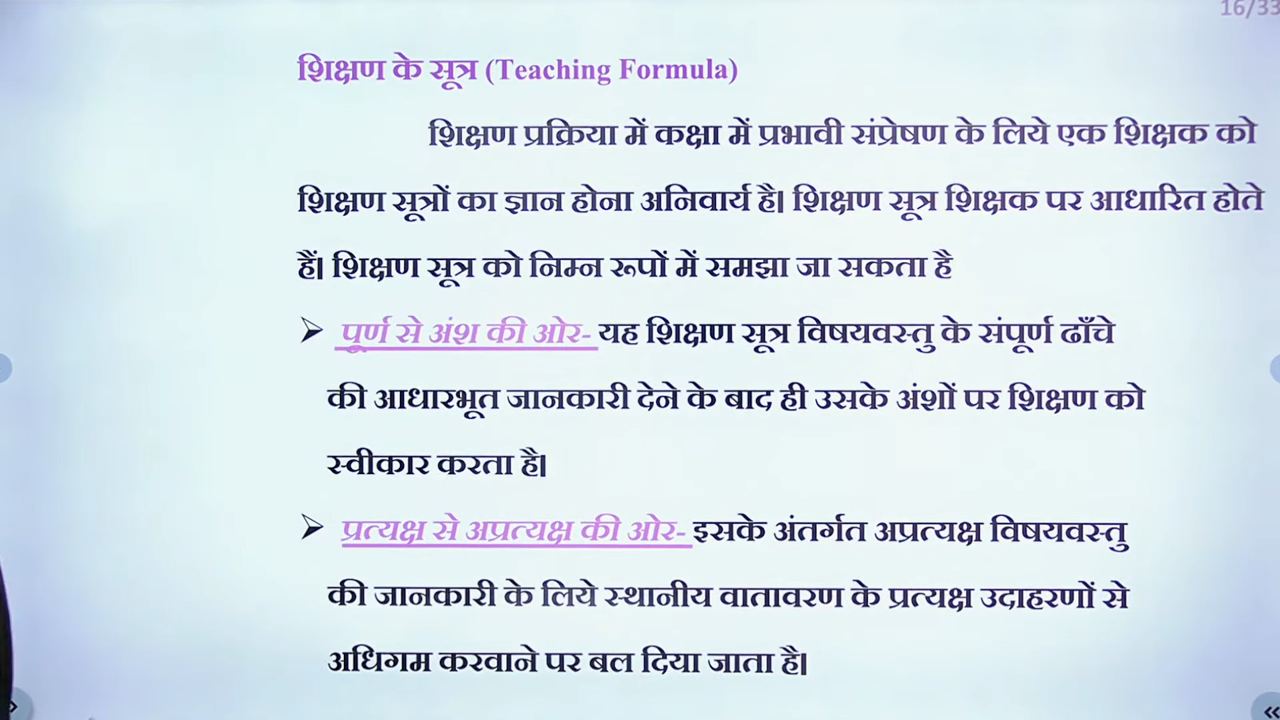 16/33
शिक्षण के सूत्र (Teaching Formula)
शिक्षण प्रक्रिया में कक्षा में प्रभावी संप्रेषण के लिये एक शिक्षक को
शिक्षण सूत्रों का ज्ञान होना अनिवार्य है। शिक्षण सूत्र शिक्षक पर आधारित होते
हैं। शिक्षण सूत्र को निम्न रूपों में समझा जा सकता है
➢ पूर्ण से अंश की ओर- यह शिक्षण सूत्र विषयवस्तु के संपूर्ण ढाँचे
की आधारभूत जानकारी देने के बाद ही उसके अंशों पर शिक्षण को
स्वीकार करता है।
➢ प्रत्यक्ष से अप्रत्यक्ष की ओर- इसके अंतर्गत अप्रत्यक्ष विषयवस्तु
की जानकारी के लिये स्थानीय वातावरण के प्रत्यक्ष उदाहरणों से
अधिगम करवाने पर बल दिया जाता है।